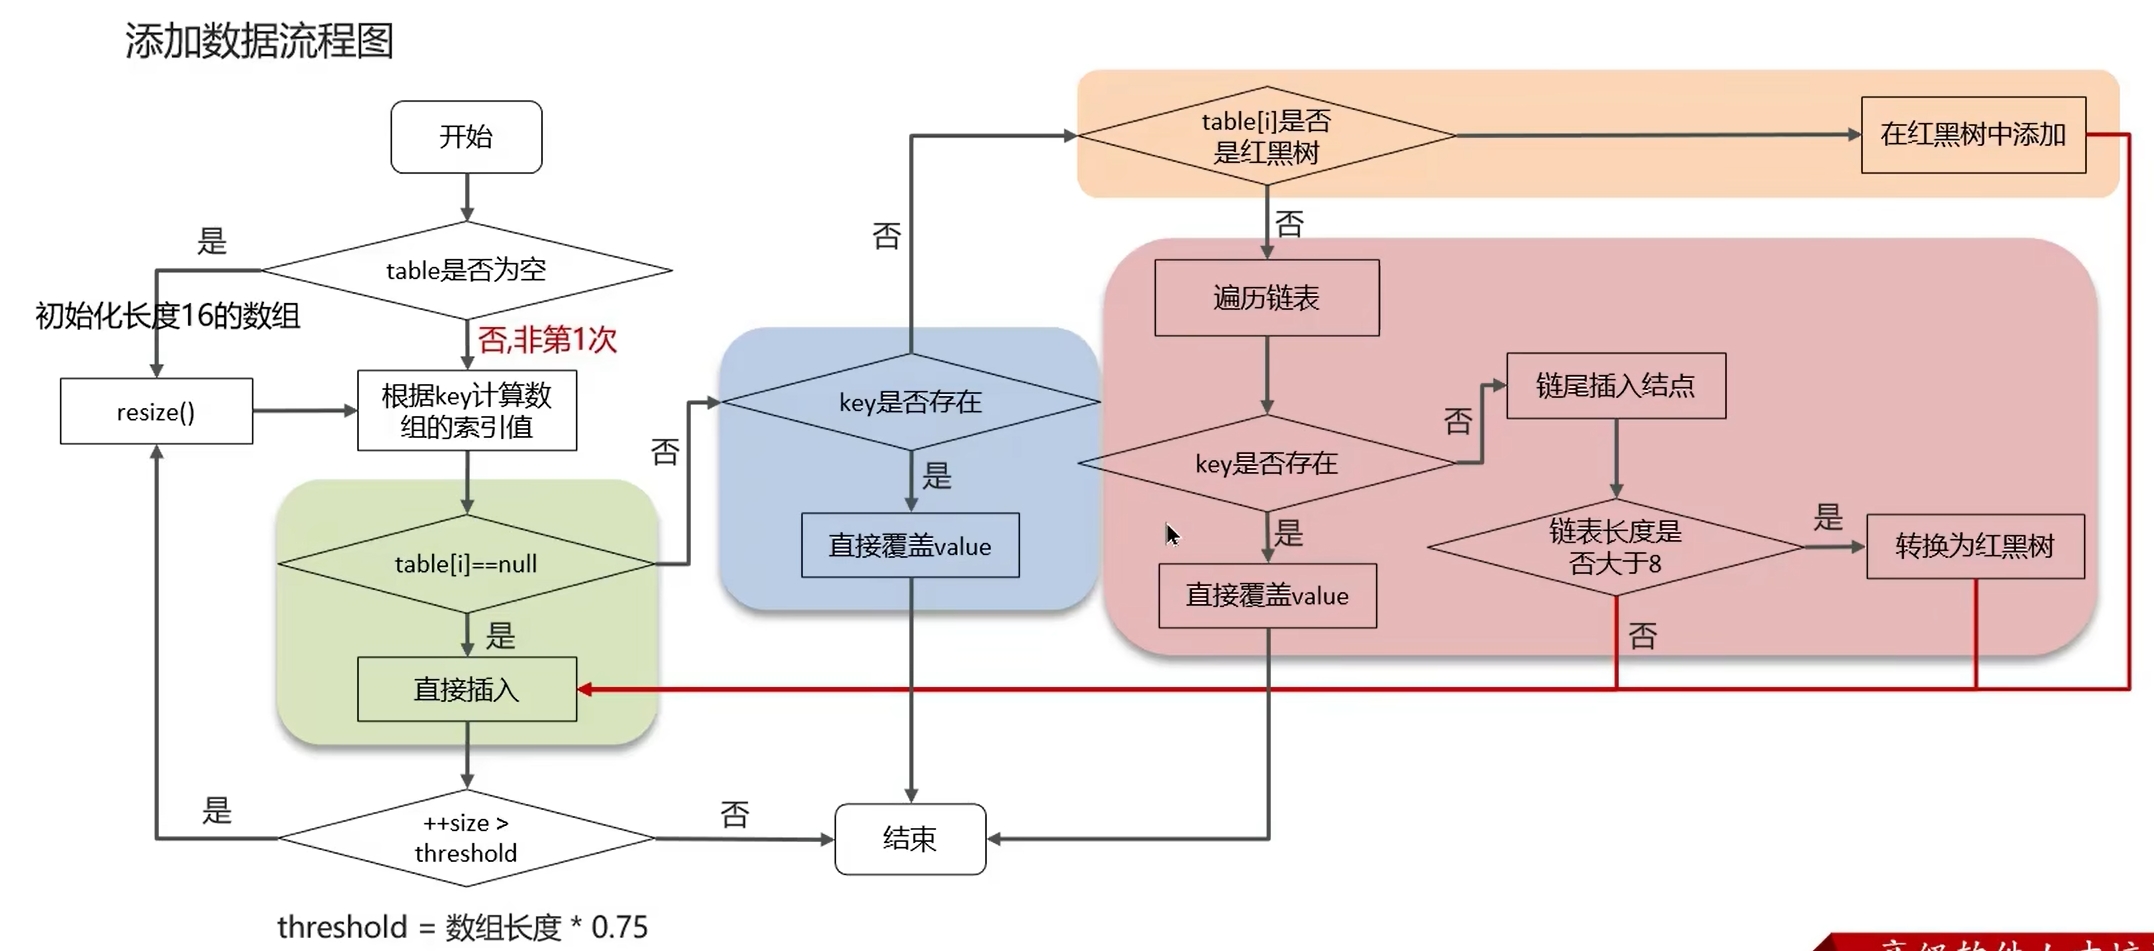 添加数据流程图
开始
table是否为空
是
初始化长度16的数组
否,非第1次
resize()
根据key计算数
组的索引值
table[i]==null
否
是
直接插入
++size >
threshold
是
否
threshold = 数组长度 * 0.75
key是否存在
否
是
直接覆盖value
结束
table[i]是否
是红黑树
在红黑树中添加
否
遍历链表
key是否存在
否
是
直接覆盖value
链尾插入结点
链表长度是
否大于8
是
否
转换为红黑树